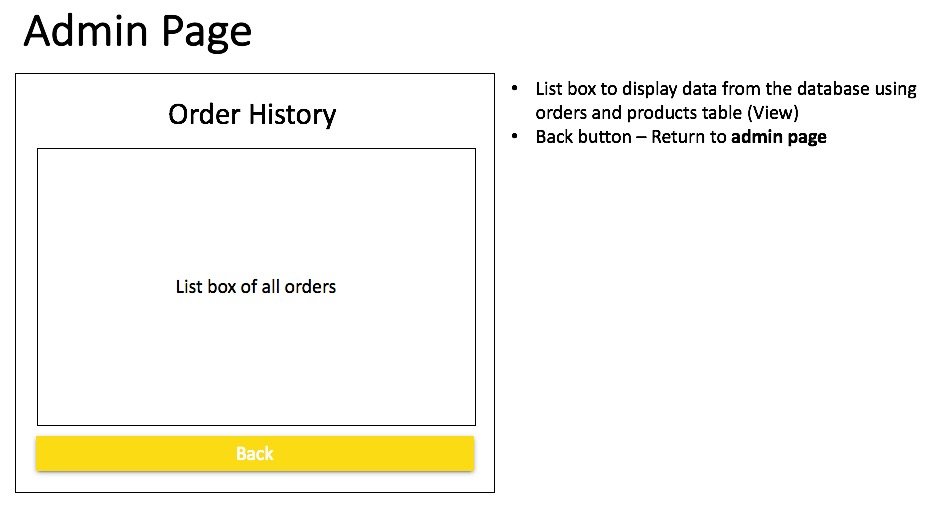 Admin Page
Order History
List box of all orders
Back
• List box to display data from the database using
orders and products table (View)
• Back button – Return to admin page